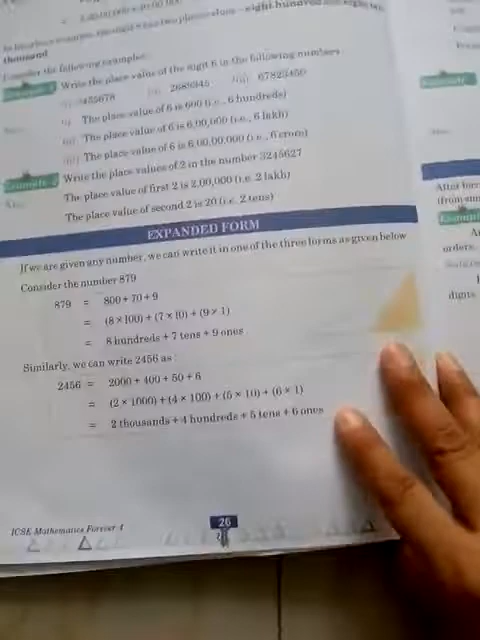 thousand
Consider the following examples
Write the place value of the digit 6 in the following numbers
(i) The place value of 6 is 600 (i.e., 6 hundreds)
(ii) The place value of 6 is 6,00,000 (i.e., 6 lakh)
(iii) The place value of 6 is 6,00,00,000 (i.e., 6 crore)
Write the place values of 2 in the number 3245627
The place value of first 2 is 2,00,000 (i.e. 2 lakh)
The place value of second 2 is 20 (i.e. 2 tens)
EXPANDED FORM
If we are given any number, we can write it in one of the three forms as given below
Consider the number 879
879 = 800 + 70 + 9
= (8 × 100) + (7 × 10) + (9 × 1)
= 8 hundreds + 7 tens + 9 ones
Similarly, we can write 2456 as :
2456 = 2000 + 400 + 50 + 6
= (2 × 1000) + (4 × 100) + (5 × 10) + (6 × 1)
= 2 thousands + 4 hundreds + 5 tens + 6 ones
ICSE Mathematics Forever 4
26
After
orders.
digits